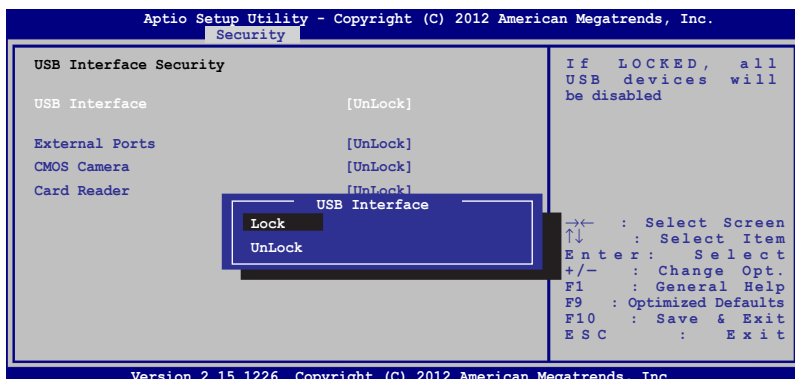 Aptio Setup Utility - Copyright (C) 2012 American Megatrends, Inc.
Security
USB Interface Security
USB Interface [UnLock]
External Ports [UnLock]
CMOS Camera [UnLock]
Card Reader [UnLock]
USB Interface
Lock
UnLock
If LOCKED, all
USB devices will
be disabled
→← : Select Screen
↑↓ : Select Item
Enter: Select
+/— : Change Opt.
F1 : General Help
F9 : Optimized Defaults
F10 : Save & Exit
ESC : Exit
Version 2.15.1226. Copyright (C) 2012 American Megatrends, Inc.